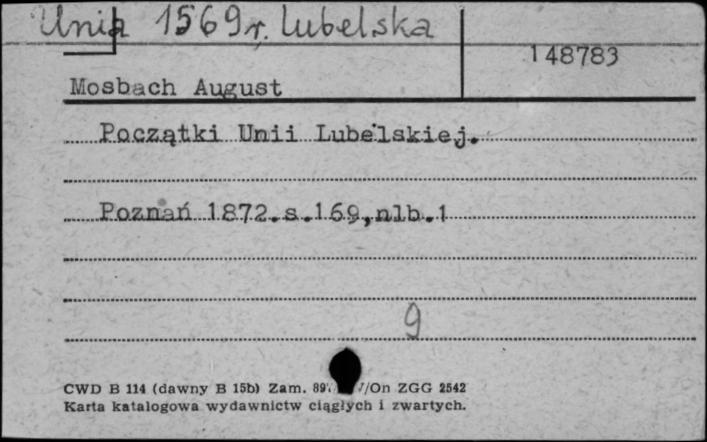 Unia 1569 r. Lubelska
148783
Mosbach August
Początki Unii Lubelskiej.
Poznań 1872.s.169,nlb.1
9
CWD B 114 (dawny B 15b) Zam. /On ZGG 2542
Karta katalogowa wydawnictw ciągłych i zwartych.